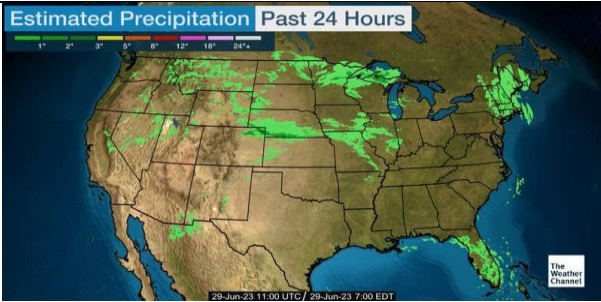 Estimated Precipitation Past 24 Hours
1" 2" 3" 5" 8" 12" 18" 24"+
The
Weather
Channel
29-Jun-23 11:00 UTC / 29-Jun-23 7:00 EDT